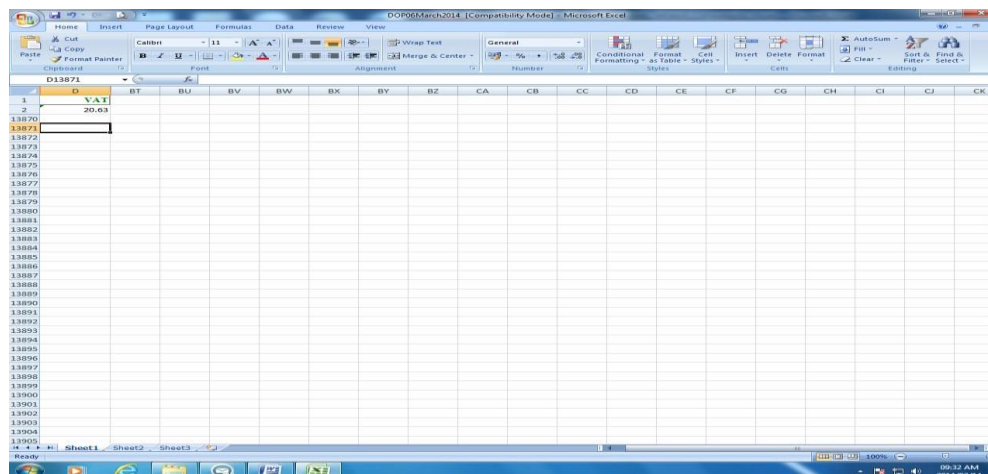 DOP06March2014 [Compatibility Mode] - Microsoft Excel
Home Insert Page Layout Formulas Data Review View
Cut
Copy
Format Painter
Paste
Clipboard
Calibri 11
B I U
Font
Wrap Text
Merge & Center
Alignment
General
%
Number
Conditional Formatting
Format as Table
Cell Styles
Styles
Insert Delete Format
Cells
AutoSum
Fill
Clear
Sort & Filter
Find & Select
Editing
D13871 fx
D BT BU BV BW BX BY BZ CA CB CC CD CE CF CG CH CI CJ CK
1 VAT
2 20.63
13870
13871
13872
13873
13874
13875
13876
13877
13878
13879
13880
13881
13882
13883
13884
13885
13886
13887
13888
13889
13890
13891
13892
13893
13894
13895
13896
13897
13898
13899
13900
13901
13902
13903
13904
13905
Sheet1 Sheet2 Sheet3
Ready 100%
09:32 AM